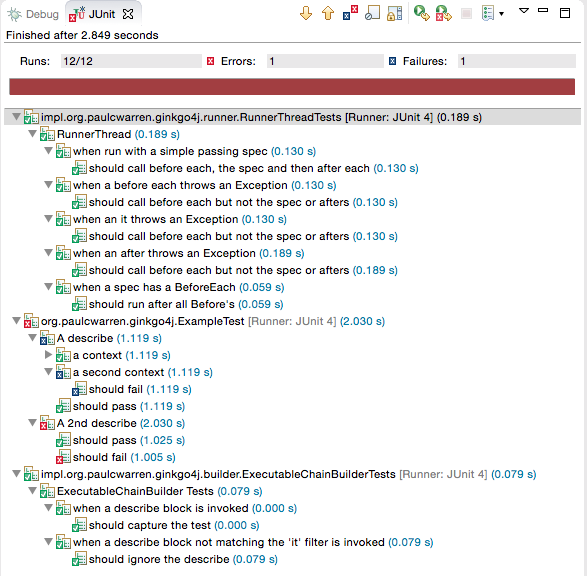 Debug JUnit
Finished after 2.849 seconds
Runs: 12/12 Errors: 1 Failures: 1
impl.org.paulcwarren.ginkgo4j.runner.RunnerThreadTests [Runner: JUnit 4] (0.189 s)
RunnerThread (0.189 s)
when run with a simple passing spec (0.130 s)
should call before each, the spec and then after each (0.130 s)
when a before each throws an Exception (0.130 s)
should call before each but not the spec or afters (0.130 s)
when an it throws an Exception (0.130 s)
should call before each but not the spec or afters (0.130 s)
when an after throws an Exception (0.189 s)
should call before each but not the spec or afters (0.189 s)
when a spec has a BeforeEach (0.059 s)
should run after all Before's (0.059 s)
org.paulcwarren.ginkgo4j.ExampleTest [Runner: JUnit 4] (2.030 s)
A describe (1.119 s)
a context (1.119 s)
a second context (1.119 s)
should fail (1.119 s)
should pass (1.119 s)
A 2nd describe (2.030 s)
should pass (1.025 s)
should fail (1.005 s)
impl.org.paulcwarren.ginkgo4j.builder.ExecutableChainBuilderTests [Runner: JUnit 4] (0.079 s)
ExecutableChainBuilder Tests (0.079 s)
when a describe block is invoked (0.000 s)
should capture the test (0.000 s)
when a describe block not matching the 'it' filter is invoked (0.079 s)
should ignore the describe (0.079 s)